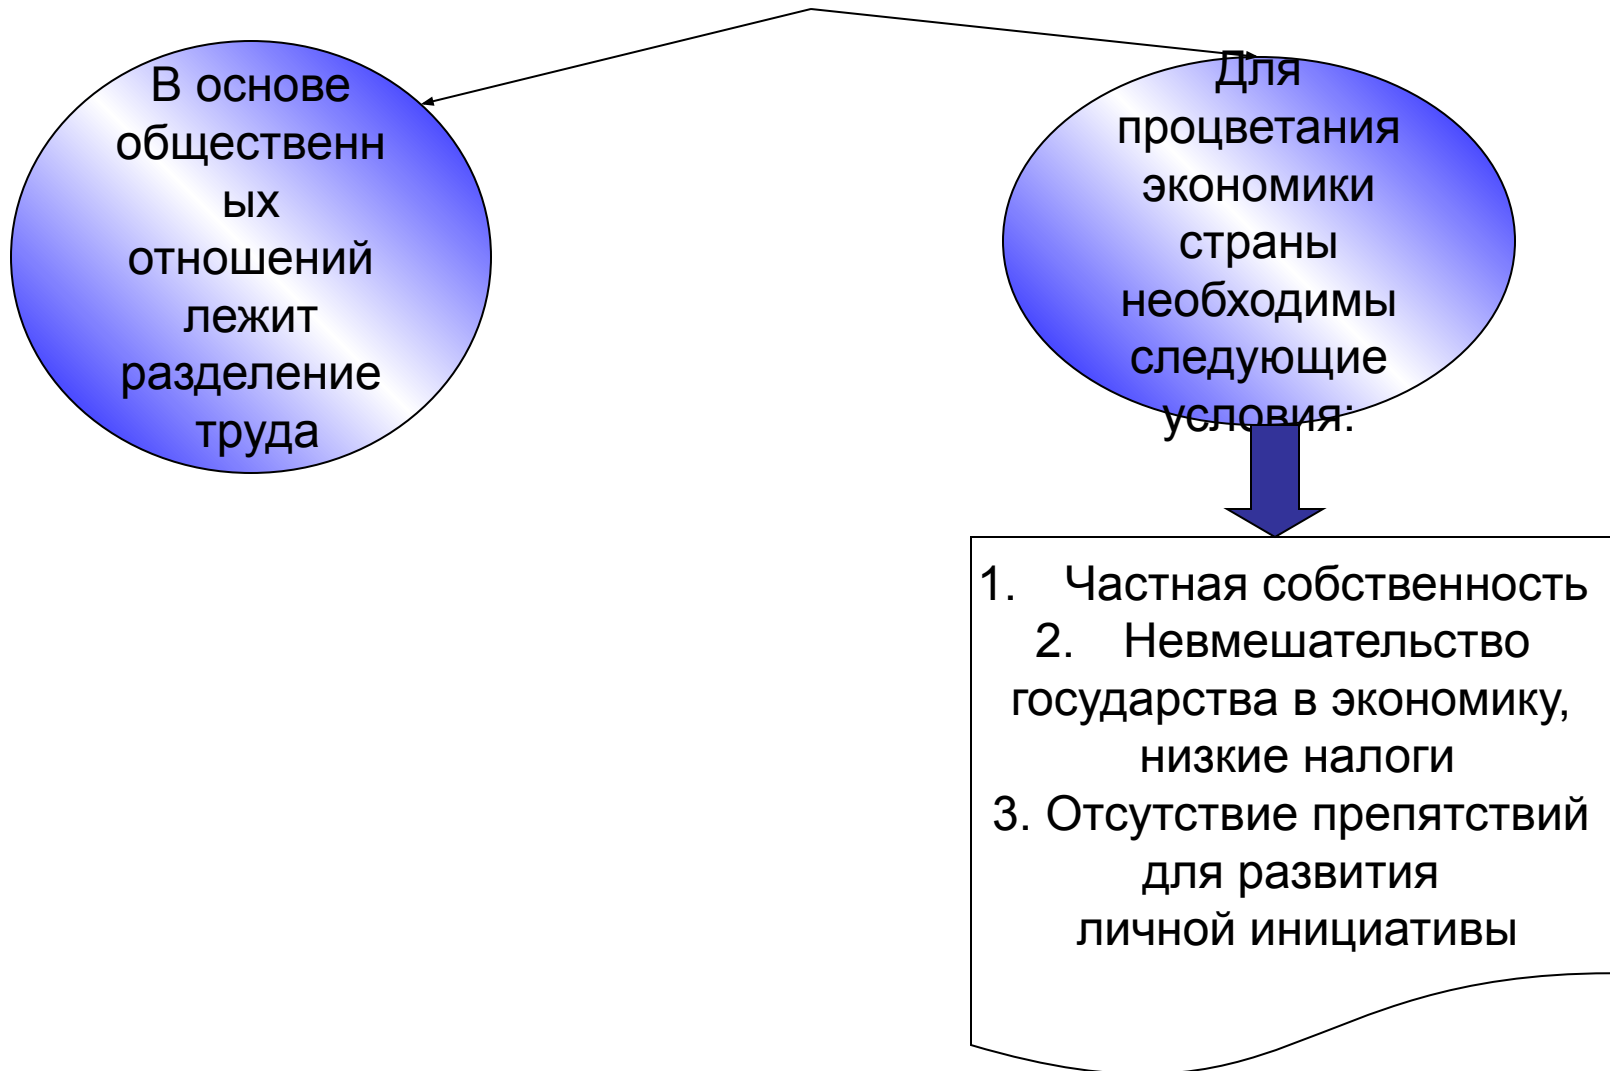 В основе
общественн
ых
отношений
лежит
разделение
труда
Для
процветания
экономики
страны
необходимы
следующие
условия:
1. Частная собственность
2. Невмешательство
государства в экономику,
низкие налоги
3. Отсутствие препятствий
для развития
личной инициативы